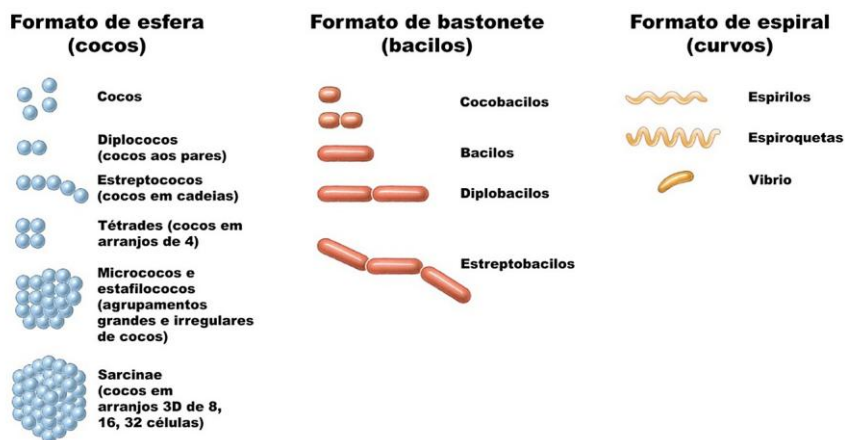 Formato de esfera
(cocos)
Cocos
Diplococos
(cocos aos pares)
Estreptococos
(cocos em cadeias)
Tétrades (cocos em
arranjos de 4)
Micrococos e
estafilococos
(agrupamentos
grandes e irregulares
de cocos)
Sarcinae
(cocos em
arranjos 3D de 8,
16, 32 células)
Formato de bastonete
(bacilos)
Cocobacilos
Bacilos
Diplobacilos
Estreptobacilos
Formato de espiral
(curvos)
Espirilos
Espiroquetas
Vibrio